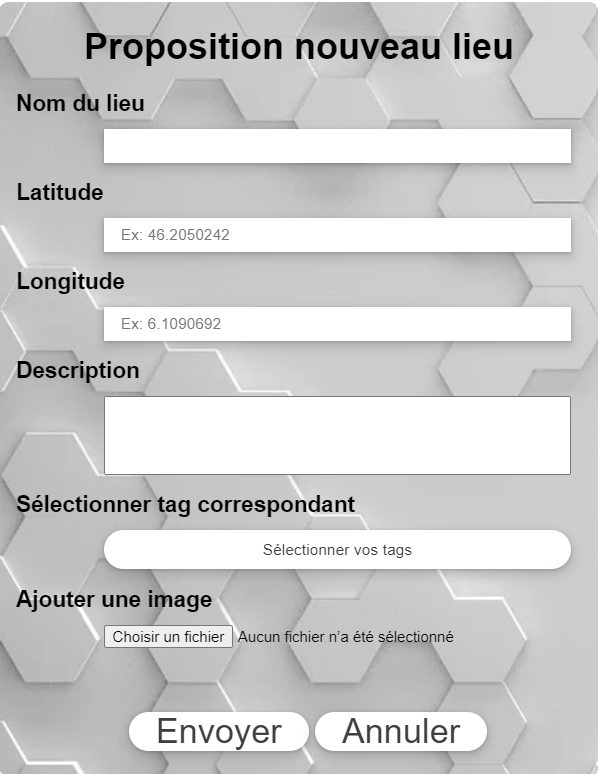 Proposition nouveau lieu
Nom du lieu
Latitude
Ex: 46.2050242
Longitude
Ex: 6.1090692
Description
Sélectionner tag correspondant
Sélectionner vos tags
Ajouter une image
Choisir un fichier Aucun fichier n’a été sélectionné
Envoyer Annuler